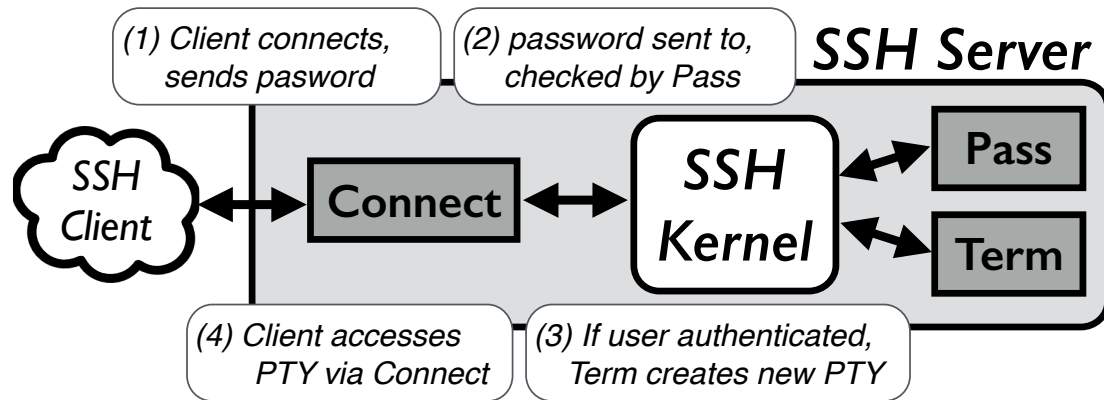 (1) Client connects,
sends pasword
(2) password sent to,
checked by Pass
SSH Server
SSH
Client
Connect
SSH
Kernel
Pass
Term
(4) Client accesses
PTY via Connect
(3) If user authenticated,
Term creates new PTY